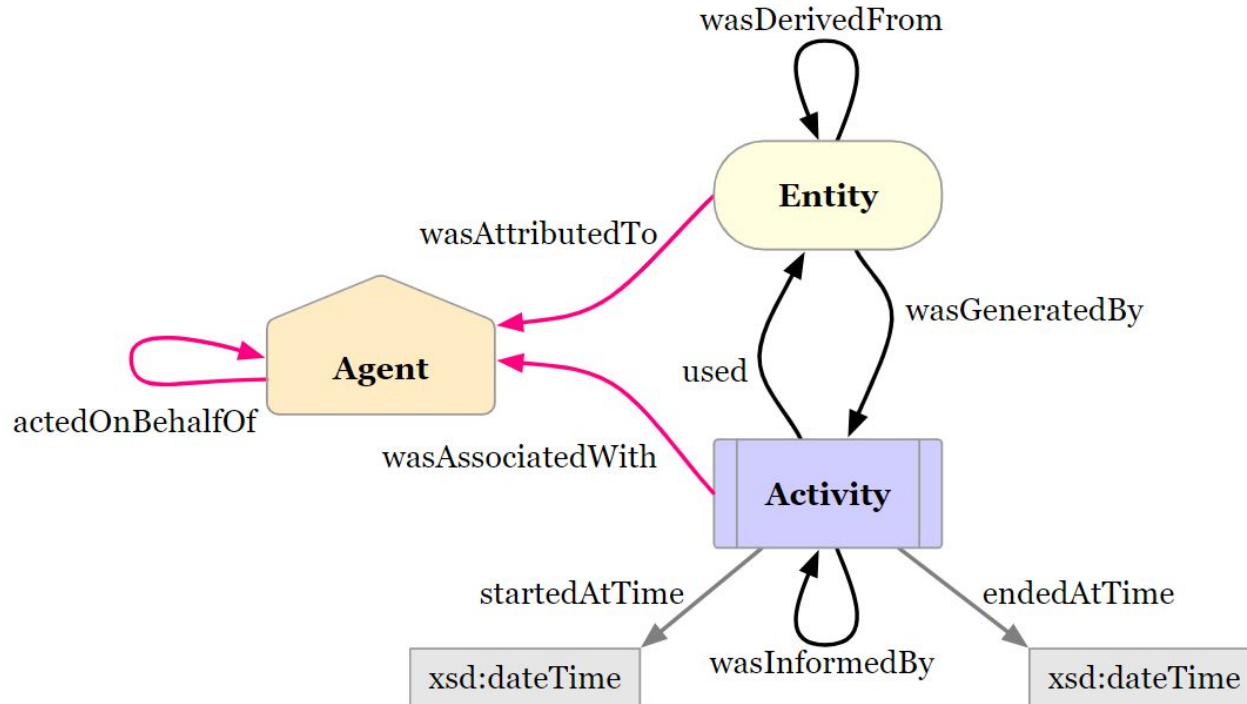 wasDerivedFrom
Entity
wasAttributedTo
wasGeneratedBy
Agent
used
actedOnBehalfOf
wasAssociatedWith
Activity
startedAtTime
endedAtTime
wasInformedBy
xsd:dateTime
xsd:dateTime